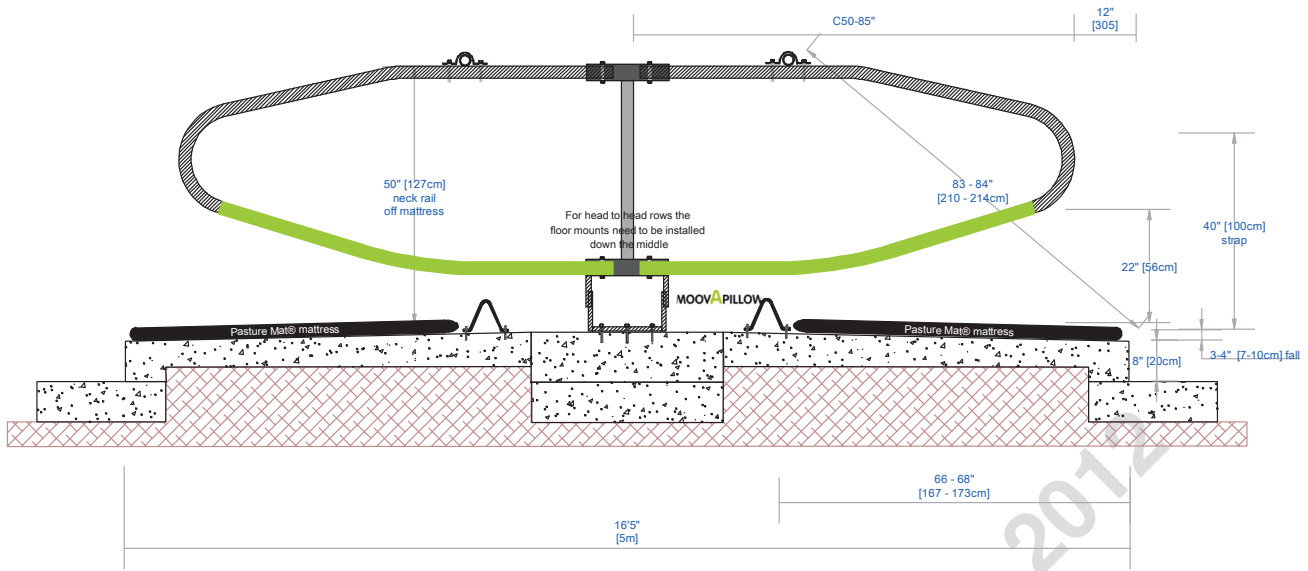 C50-85"
12"
[305]
50" [127cm]
neck rail
off mattress
83 - 84"
[210 - 214cm]
For head to head rows the
floor mounts need to be installed
down the middle
40" [100cm]
strap
22" [56cm]
MOOVAPILLOW
Pasture Mat® mattress
Pasture Mat® mattress
8" [20cm]
3-4" [7-10cm] fall
66 - 68"
[167 - 173cm]
16'5"
[5m]
2012